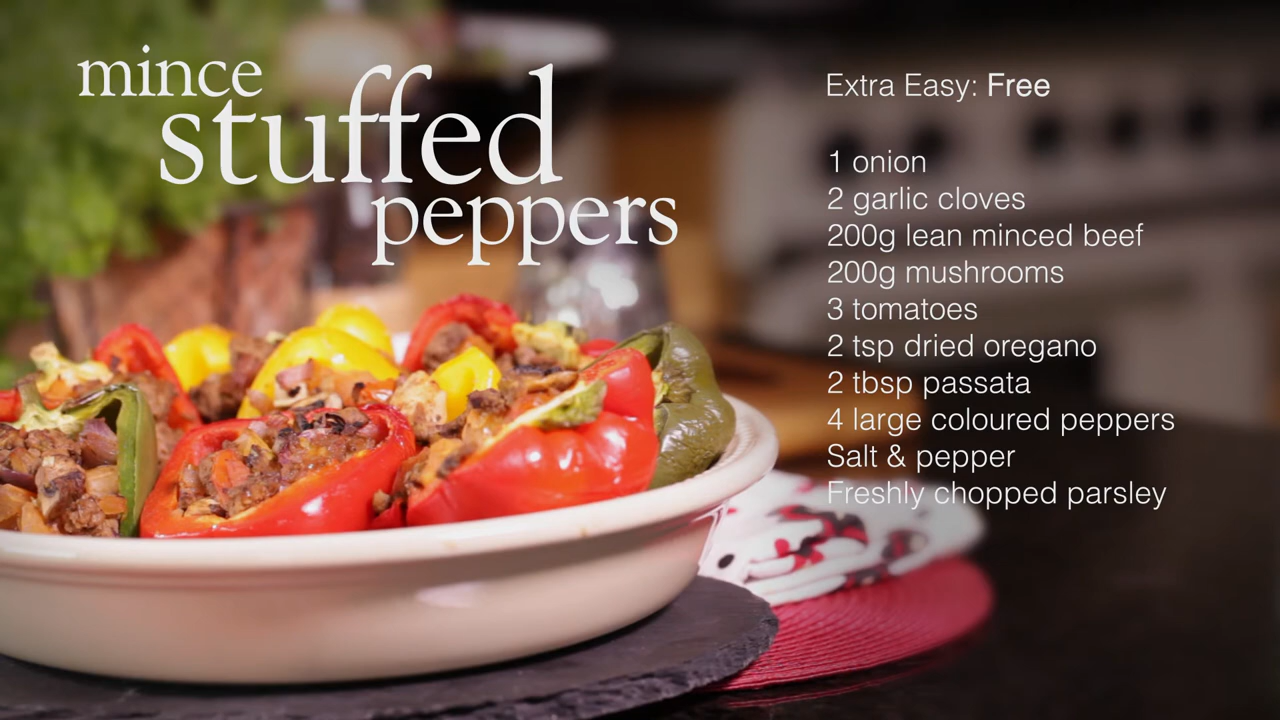 mince
stuffed
peppers
Extra Easy: Free
1 onion
2 garlic cloves
200g lean minced beef
200g mushrooms
3 tomatoes
2 tsp dried oregano
2 tbsp passata
4 large coloured peppers
Salt & pepper
Freshly chopped parsley